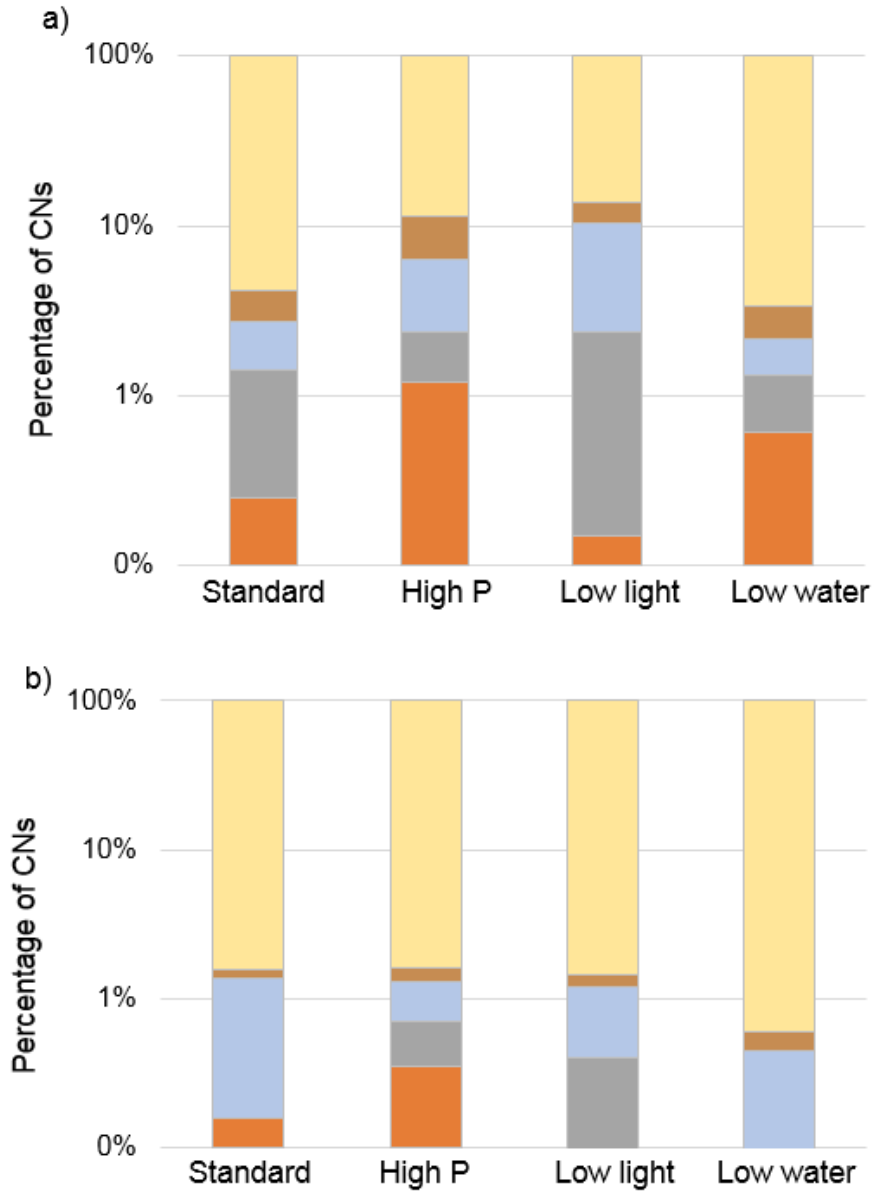 a)
Percentage of CNs
100%
10%
1%
0%
Standard High P Low light Low water
b)
Percentage of CNs
100%
10%
1%
0%
Standard High P Low light Low water